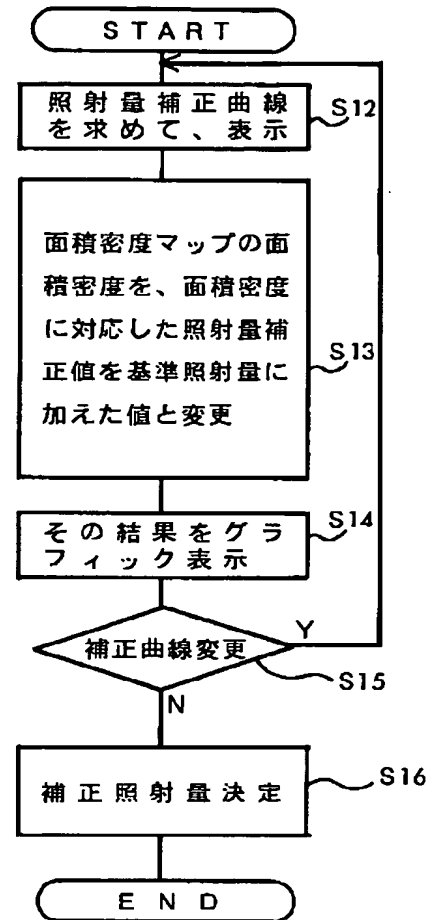 START
照射量補正曲線
を求めて、表示
S12
面積密度マップの面
積密度を、面積密度
に対応した照射量補
正値を基準照射量に
加えた値と変更
S13
その結果をグラ
フィック表示
S14
補正曲線変更
Y
S15
N
補正照射量決定
S16
END